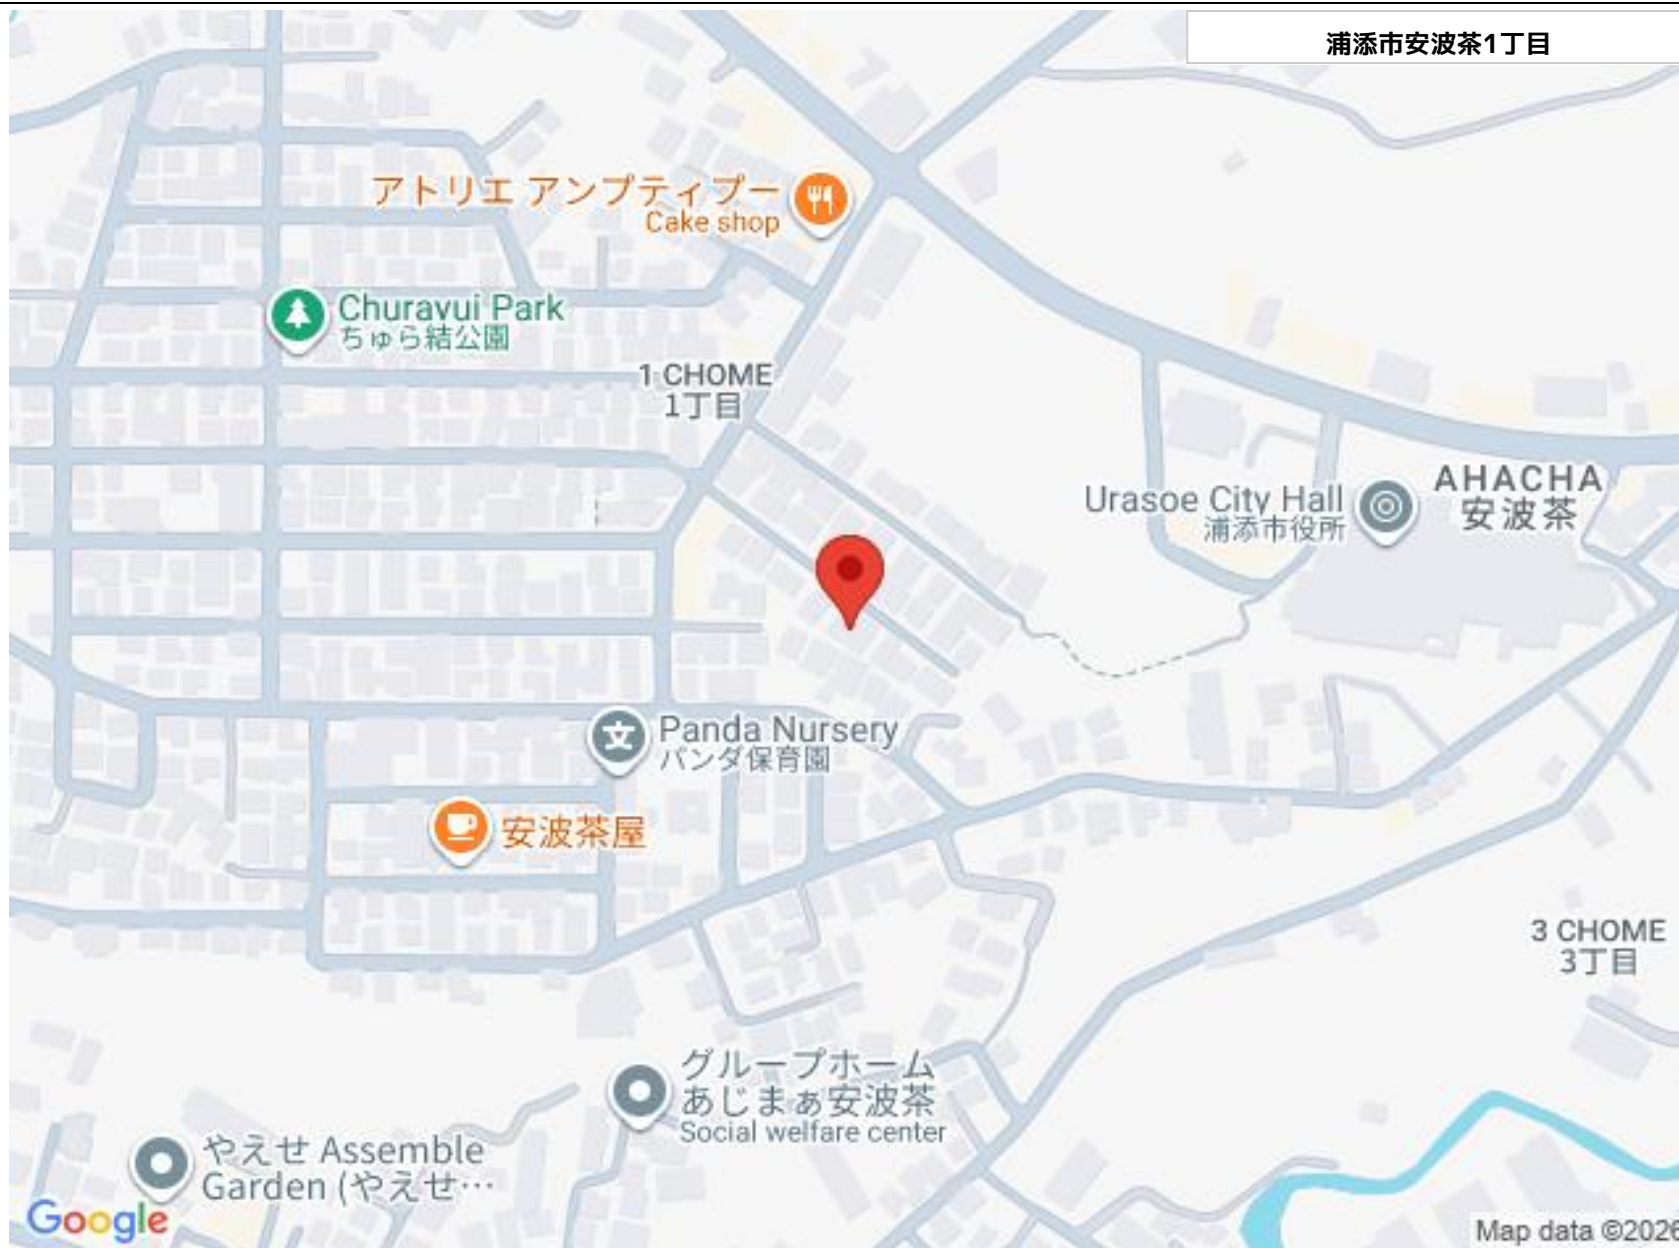 浦添市安波茶1丁目
アトリエ アンプティプー
Cake shop
Churavui Park
ちゅら結公園
1 CHOME
1丁目
Urasoe City Hall
浦添市役所
AHACHA
安波茶
Panda Nursery
パンダ保育園
安波茶屋
3 CHOME
3丁目
グループホーム
あじまぁ安波茶
Social welfare center
やえせ Assemble
Garden (やえせ…
Google
Map data ©2026